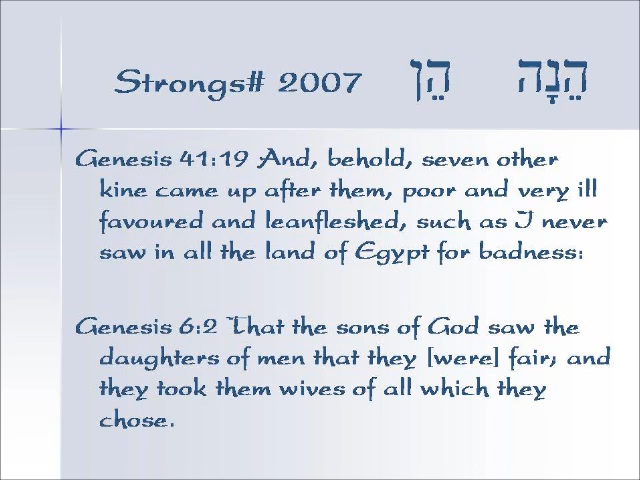 Strongs# 2007 הֵן הֵנָּה
Genesis 41:19 And, behold, seven other
kine came up after them, poor and very ill
favoured and leanfleshed, such as I never
saw in all the land of Egypt for badness:
Genesis 6:2 That the sons of God saw the
daughters of men that they [were] fair; and
they took them wives of all which they
chose.